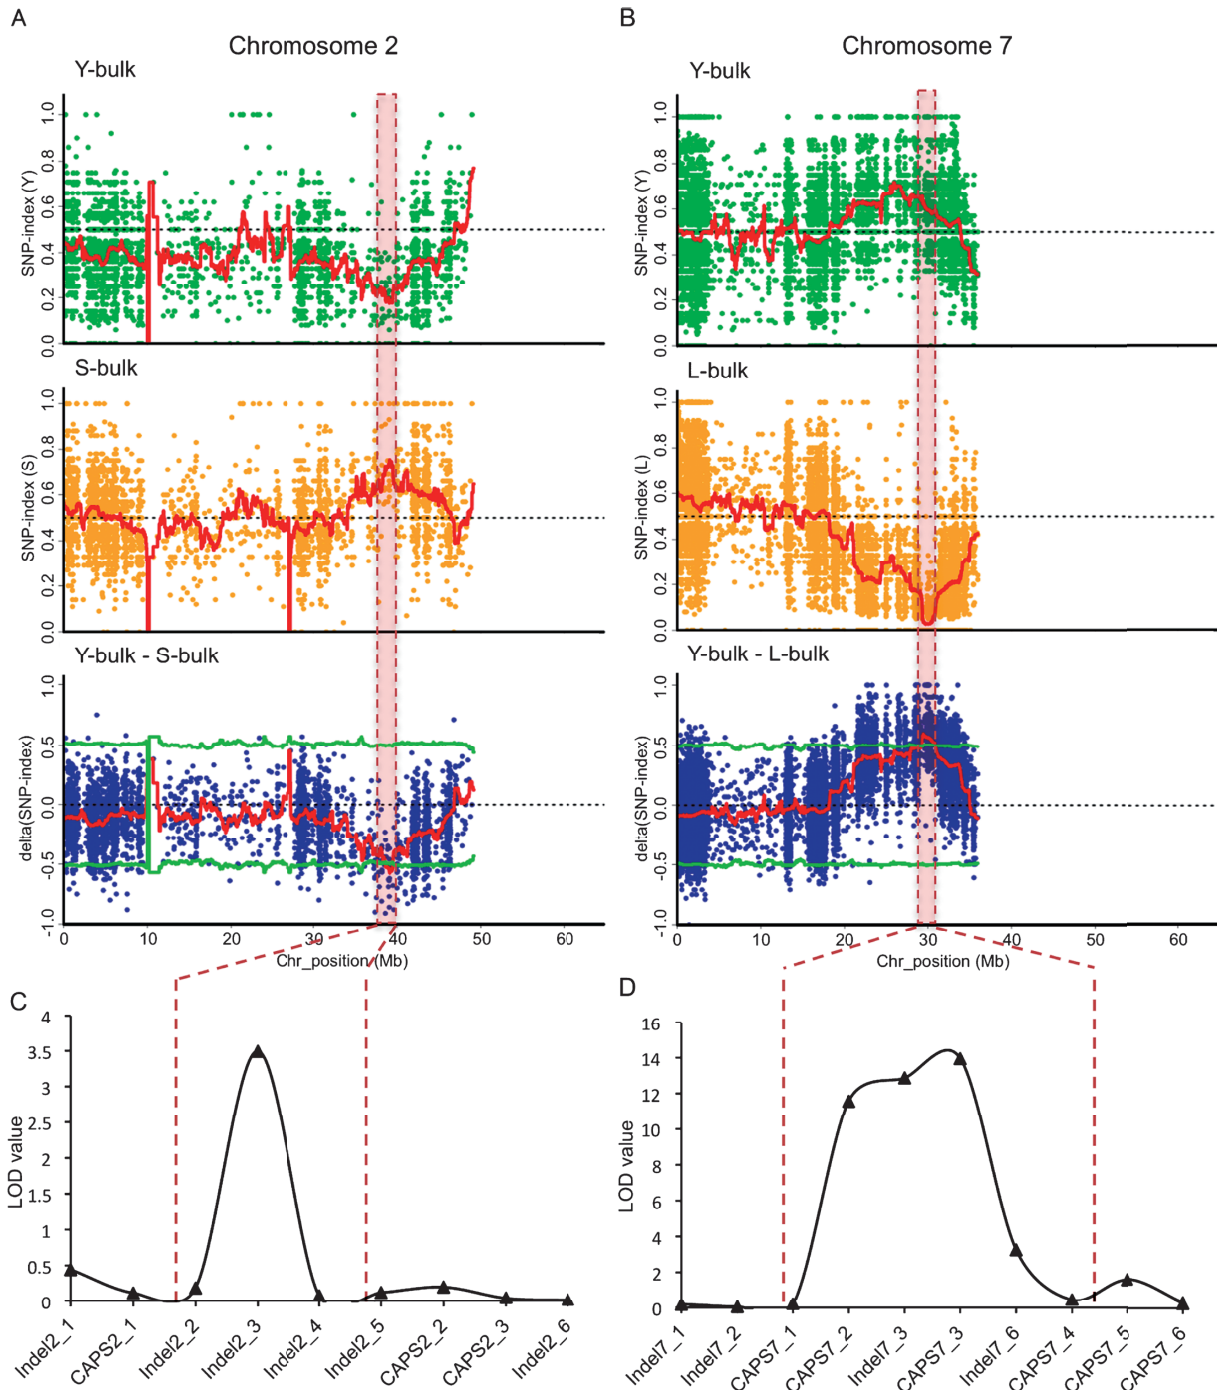 A
Chromosome 2
Y-bulk
SNP-index (Y)
0.0 0.2 0.4 0.6 0.8 1.0
S-bulk
SNP-index (S)
0.0 0.2 0.4 0.6 0.8 1.0
Y-bulk - S-bulk
delta(SNP-index)
-1.0 -0.5 0.0 0.5 1.0
0 10 20 30 40 50 60
Chr_position (Mb)
B
Chromosome 7
Y-bulk
SNP-index (Y)
0.0 0.2 0.4 0.6 0.8 1.0
L-bulk
SNP-index (L)
0.0 0.2 0.4 0.6 0.8 1.0
Y-bulk - L-bulk
delta(SNP-index)
-1.0 -0.5 0.0 0.5 1.0
0 10 20 30 40 50 60
Chr_position (Mb)
C
LOD value
4
3.5
3
2.5
2
1.5
1
0.5
0
Indel2_1
CAPS2_1
Indel2_2
Indel2_3
Indel2_4
Indel2_5
CAPS2_2
CAPS2_3
Indel2_6
D
LOD value
16
14
12
10
8
6
4
2
0
Indel7_1
Indel7_2
CAPS7_1
CAPS7_2
Indel7_3
CAPS7_3
Indel7_6
CAPS7_4
CAPS7_5
CAPS7_6